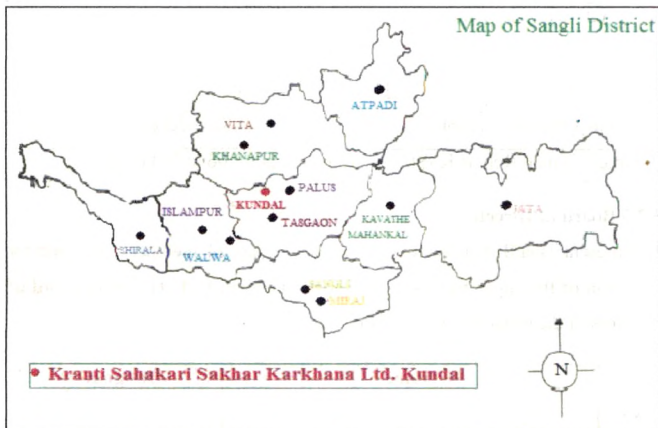 Map of Sangli District
ATPADI
VITA
KHANAPUR
PALUS
KUNDAL
TASGAON
ISLAMPUR
SHIRALA
WALWA
KAVATHE
MAHANKAL
JATA
SANGLI
MIRAJ
Kranti Sahakari Sakhar Karkhana Ltd. Kundal
N